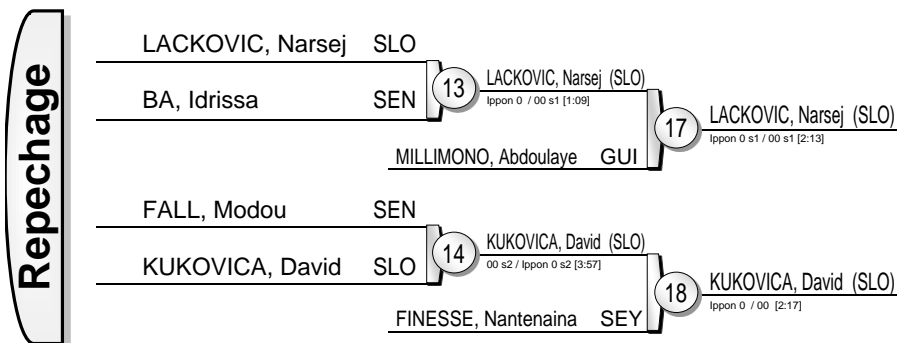 Repechage
LACKOVIC, Narsej SLO
BA, Idrissa SEN
13
LACKOVIC, Narsej (SLO)
Ippon 0 / 00 s1 [1:09]
MILLIMONO, Abdoulaye GUI
17
LACKOVIC, Narsej (SLO)
Ippon 0 s1 / 00 s1 [2:13]
FALL, Modou SEN
KUKOVICA, David SLO
14
KUKOVICA, David (SLO)
00 s2 / Ippon 0 s2 [3:57]
FINESSE, Nantenaina SEY
18
KUKOVICA, David (SLO)
Ippon 0 / 00 [2:17]